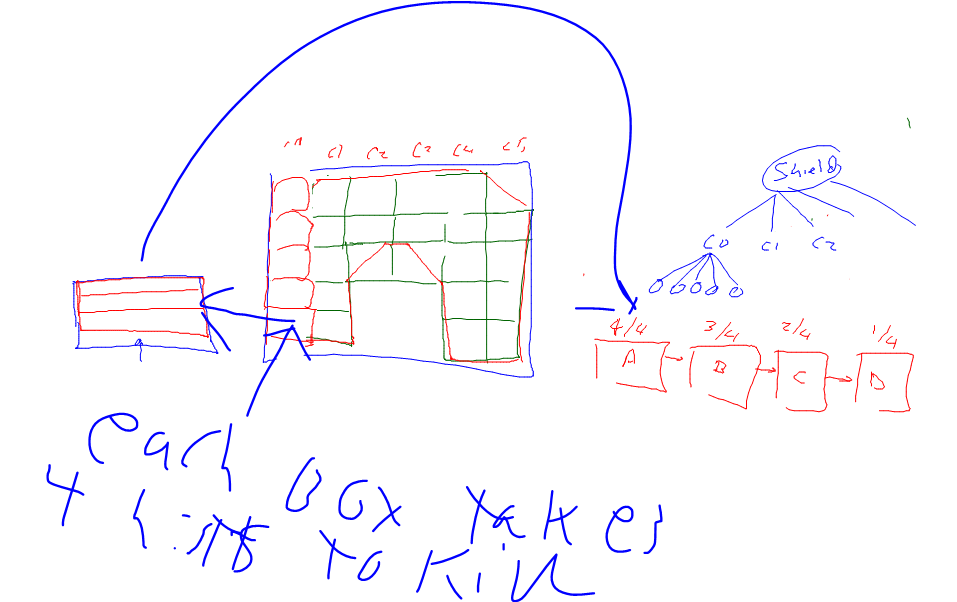 C1 C2 C3 C4 C5
Shield
C0 C1 C2
4/4 3/4 2/4 1/4
A B C D
each box takes
4 hits to kill